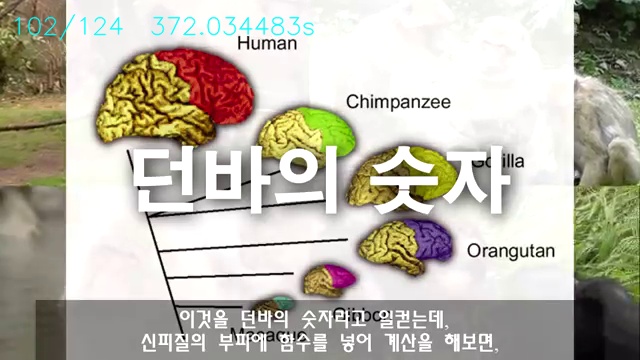 102/124 372.034483s
Human
Chimpanzee
Gorilla
던바의 숫자
Orangutan
Gibbon
Macaque
이것을 던바의 숫자라고 일컫는데,
신피질의 부피에 함수를 넣어 계산을 해보면,